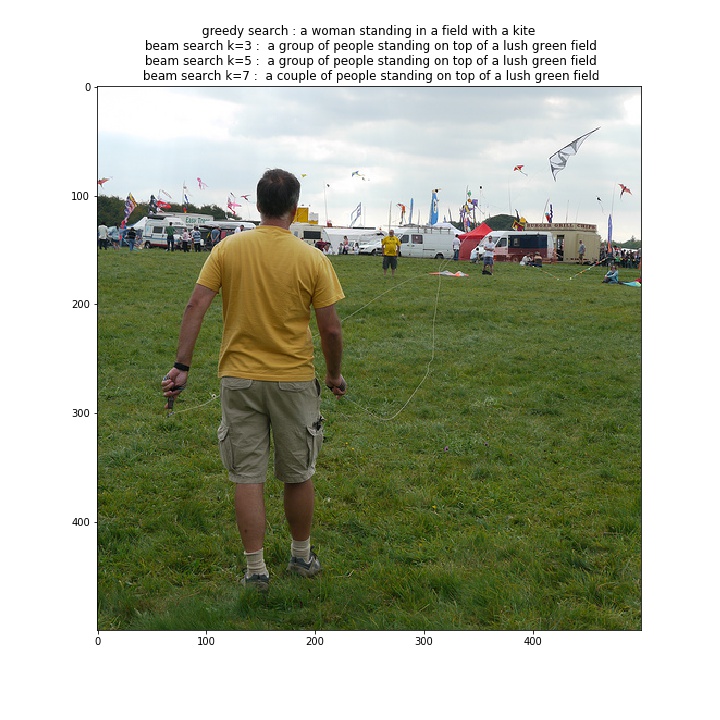 greedy search : a woman standing in a field with a kite
beam search k=3 :  a group of people standing on top of a lush green field
beam search k=5 :  a group of people standing on top of a lush green field
beam search k=7 :  a couple of people standing on top of a lush green field
0
100
200
300
400
0
100
200
300
400
BURGER GRILL CHIPS